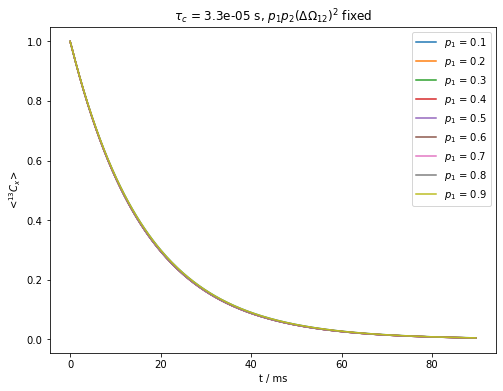 τc = 3.3e-05 s, p1p2(ΔΩ12)² fixed
1.0
0.8
0.6
0.4
0.2
0.0
<¹³Cx>
p1 = 0.1
p1 = 0.2
p1 = 0.3
p1 = 0.4
p1 = 0.5
p1 = 0.6
p1 = 0.7
p1 = 0.8
p1 = 0.9
0 20 40 60 80
t / ms